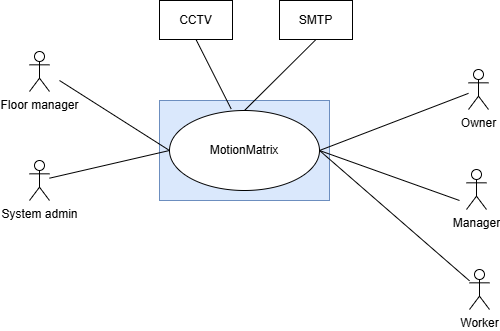 CCTV
SMTP
Floor manager
Owner
MotionMatrix
System admin
Manager
Worker